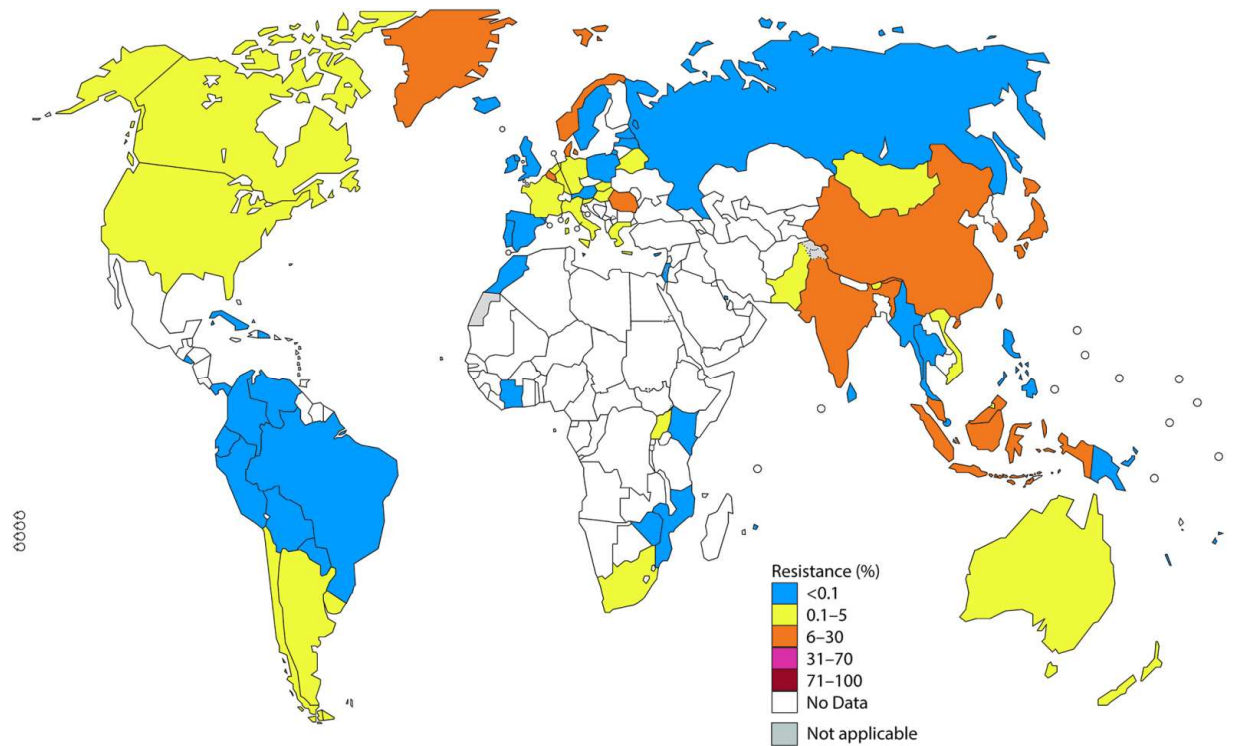 Resistance (%)
<0.1
0.1–5
6–30
31–70
71–100
No Data
Not applicable